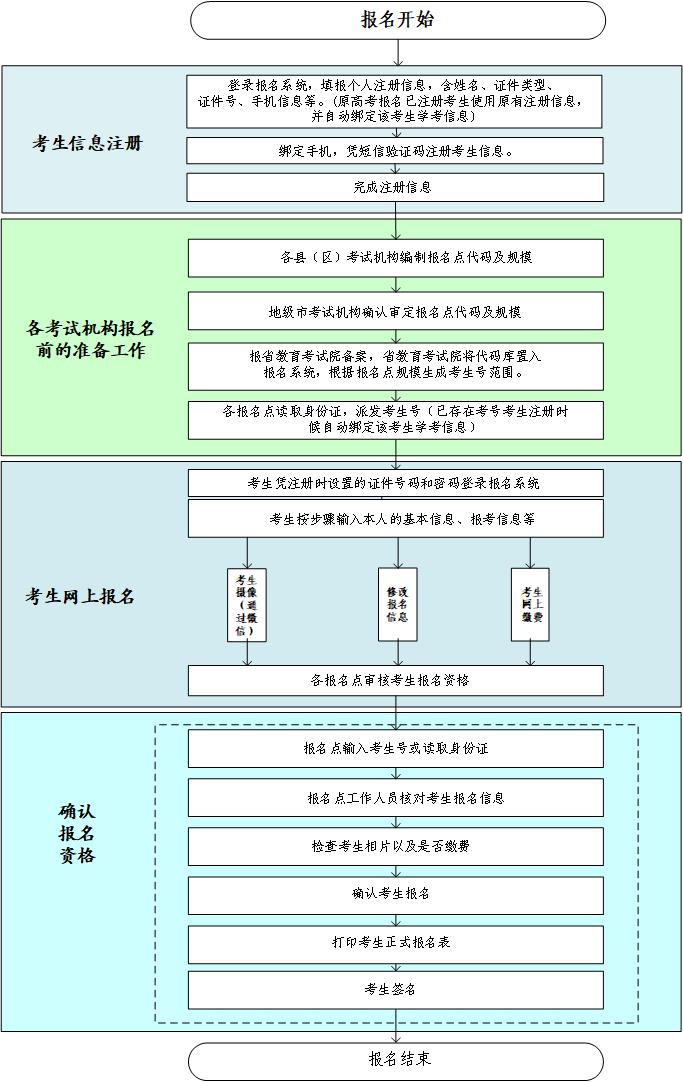 报名开始
考生信息注册
登录报名系统，填报个人注册信息，含姓名、证件类型、
证件号、手机信息等。(原高考报名已注册考生使用原有注册信息，
并自动绑定该考生学考信息)
绑定手机，凭短信验证码注册考生信息。
完成注册信息
各考试机构报名
前的准备工作
各县（区）考试机构编制报名点代码及规模
地级市考试机构确认审定报名点代码及规模
报省教育考试院备案，省教育考试院将代码库置入
报名系统，根据报名点规模生成考生号范围。
各报名点读取身份证，派发考生号（已存在考号考生注册时
候自动绑定该考生学考信息）
考生网上报名
考生凭注册时设置的证件号码和密码登录报名系统
考生按步骤输入本人的基本信息、报考信息等
考生
摄像
（通
过微
信）
修改
报名
信息
考生
网上
缴费
各报名点审核考生报名资格
确认
报名
资格
报名点输入考生号或读取身份证
报名点工作人员核对考生报名信息
检查考生相片以及是否缴费
确认考生报名
打印考生正式报名表
考生签名
报名结束